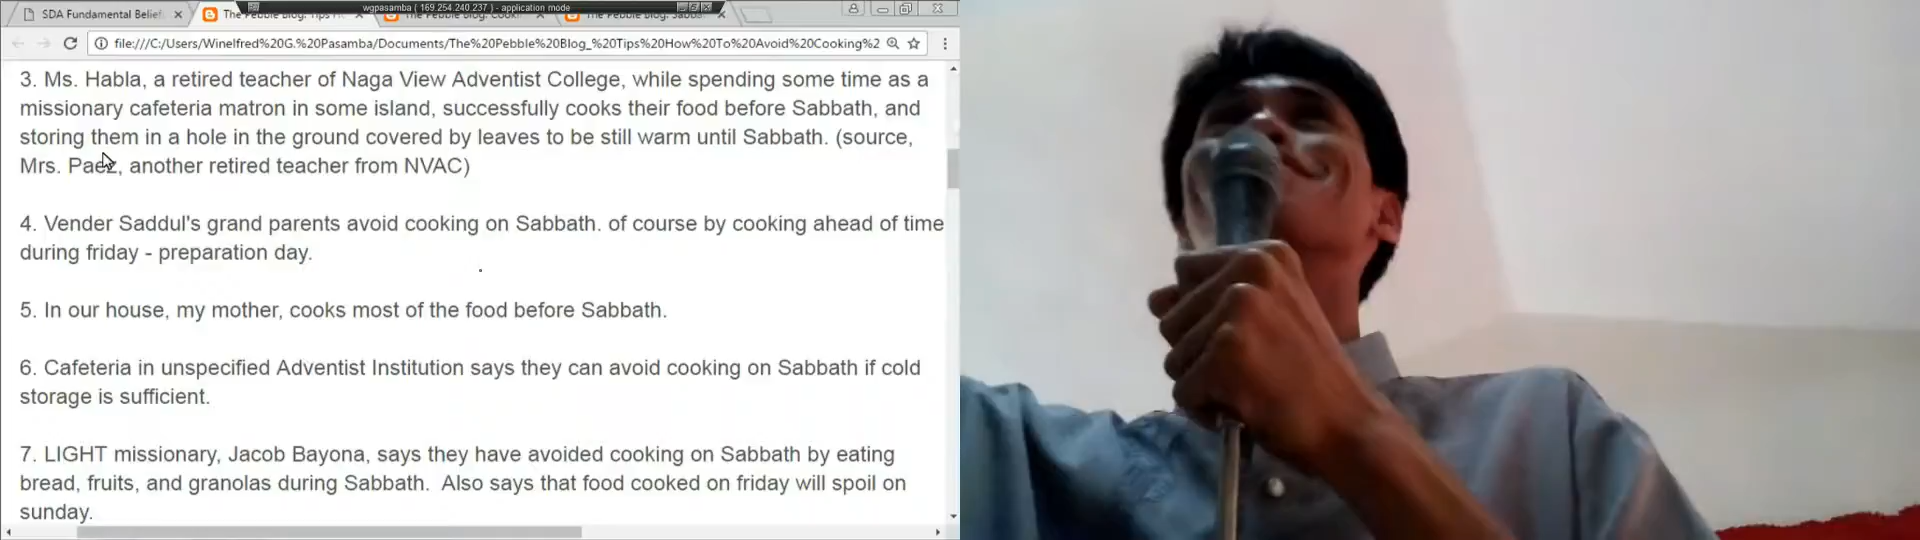 wgpasamba ( 169.254.240.237 ) - application mode
SDA Fundamental Belief
The Pebble Blog: Tips H
The Pebble Blog: Cooki
The Pebble Blog: Sabba
file:///C:/Users/Winelfred%20G.%20Pasamba/Documents/The%20Pebble%20Blog_%20Tips%20How%20To%20Avoid%20Cooking%2
3. Ms. Habla, a retired teacher of Naga View Adventist College, while spending some time as a
missionary cafeteria matron in some island, successfully cooks their food before Sabbath, and
storing them in a hole in the ground covered by leaves to be still warm until Sabbath. (source,
Mrs. Paez, another retired teacher from NVAC)
4. Vender Saddul's grand parents avoid cooking on Sabbath. of course by cooking ahead of time
during friday - preparation day.
5. In our house, my mother, cooks most of the food before Sabbath.
6. Cafeteria in unspecified Adventist Institution says they can avoid cooking on Sabbath if cold
storage is sufficient.
7. LIGHT missionary, Jacob Bayona, says they have avoided cooking on Sabbath by eating
bread, fruits, and granolas during Sabbath.  Also says that food cooked on friday will spoil on
sunday.